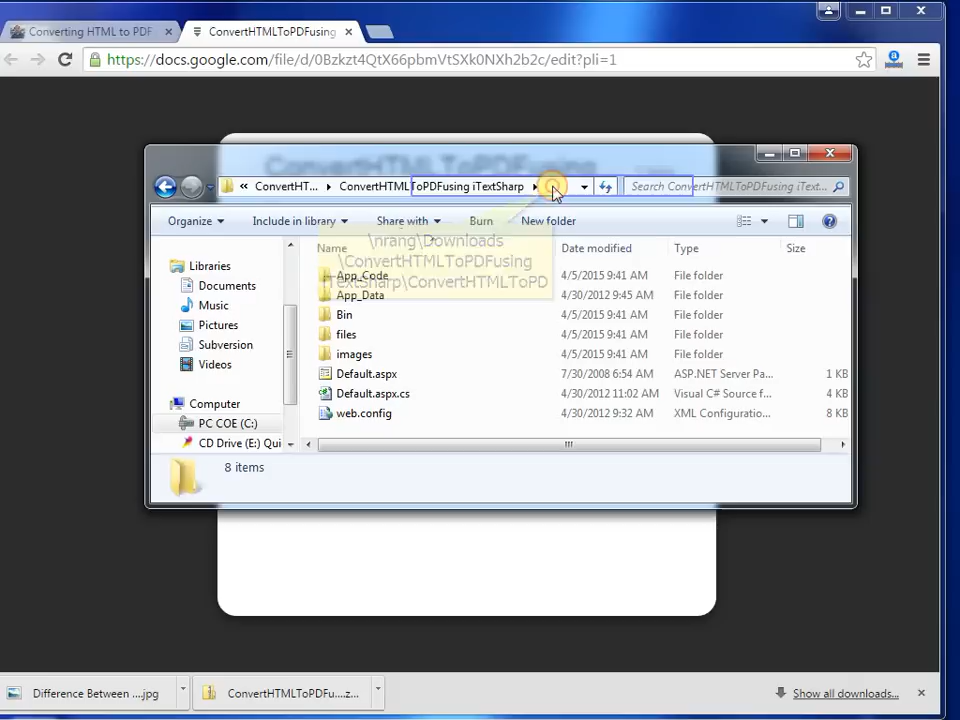 Converting HTML to PDF
ConvertHTMLToPDFusing
https://docs.google.com/file/d/0Bzkzt4QtX66pbmVtSXk0NXh2b2c/edit?pli=1
ConvertHTMLToPDFusing
« ConvertHT... ConvertHTMLToPDFusing iTextSharp
Search ConvertHTMLToPDFusing iText...
Organize Include in library Share with Burn New folder
\nrang\Downloads
\ConvertHTMLToPDFusing
iTextSharp\ConvertHTMLToPD
Name Date modified Type Size
App_Code 4/5/2015 9:41 AM File folder
App_Data 4/30/2012 9:45 AM File folder
Bin 4/5/2015 9:41 AM File folder
files 4/5/2015 9:41 AM File folder
images 4/5/2015 9:41 AM File folder
Default.aspx 7/30/2008 6:54 AM ASP.NET Server Pa... 1 KB
Default.aspx.cs 4/30/2012 11:02 AM Visual C# Source f... 4 KB
web.config 4/30/2012 9:32 AM XML Configuratio... 8 KB
Libraries
Documents
Music
Pictures
Subversion
Videos
Computer
PC COE (C:)
CD Drive (E:) Qui
8 items
Difference Between ....jpg
ConvertHTMLToPDFu....z...
Show all downloads...